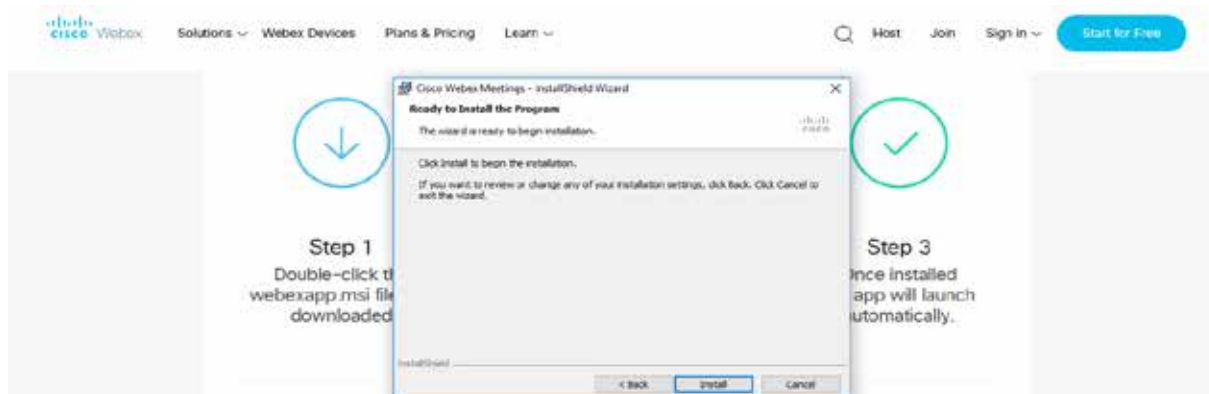 cisco Webex
Solutions
Webex Devices
Plans & Pricing
Learn
Host
Join
Sign in
Start for Free
Cisco Webex Meetings - InstallShield Wizard
Ready to Install the Program
The wizard is ready to begin installation.
cisco
Click Install to begin the installation.
If you want to review or change any of your installation settings, click Back. Click Cancel to
exit the wizard.
Step 1
Double-click
webexapp.msi
downloaded
Step 3
Once installed
app will launch
automatically.
InstallShield
< Back
Install
Cancel